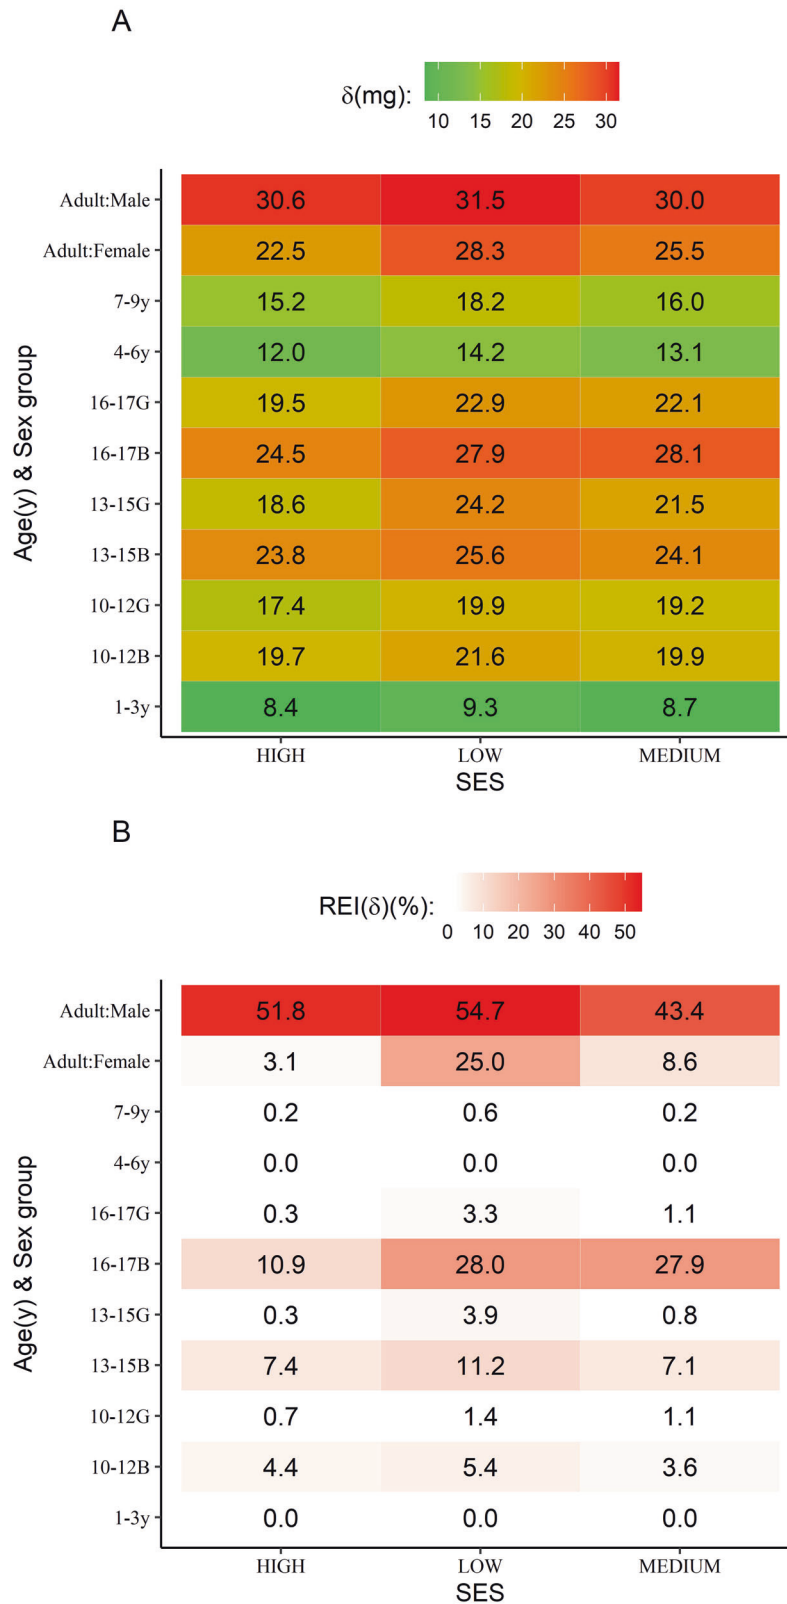 A
δ(mg):
10 15 20 25 30
Age(y) & Sex group
Adult:Male 30.6 31.5 30.0
Adult:Female 22.5 28.3 25.5
7-9y 15.2 18.2 16.0
4-6y 12.0 14.2 13.1
16-17G 19.5 22.9 22.1
16-17B 24.5 27.9 28.1
13-15G 18.6 24.2 21.5
13-15B 23.8 25.6 24.1
10-12G 17.4 19.9 19.2
10-12B 19.7 21.6 19.9
1-3y 8.4 9.3 8.7
HIGH LOW MEDIUM
SES
B
REI(δ)(%):
0 10 20 30 40 50
Age(y) & Sex group
Adult:Male 51.8 54.7 43.4
Adult:Female 3.1 25.0 8.6
7-9y 0.2 0.6 0.2
4-6y 0.0 0.0 0.0
16-17G 0.3 3.3 1.1
16-17B 10.9 28.0 27.9
13-15G 0.3 3.9 0.8
13-15B 7.4 11.2 7.1
10-12G 0.7 1.4 1.1
10-12B 4.4 5.4 3.6
1-3y 0.0 0.0 0.0
HIGH LOW MEDIUM
SES